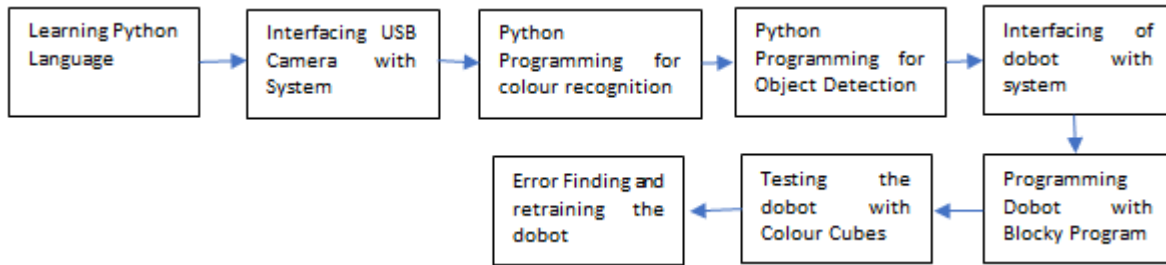 Learning Python
Language
Interfacing USB
Camera with
System
Python
Programming for
colour recognition
Python
Programming for
Object Detection
Interfacing of
dobot with
system
Programming
Dobot with
Blocky Program
Testing the
dobot with
Colour Cubes
Error Finding and
retraining the
dobot